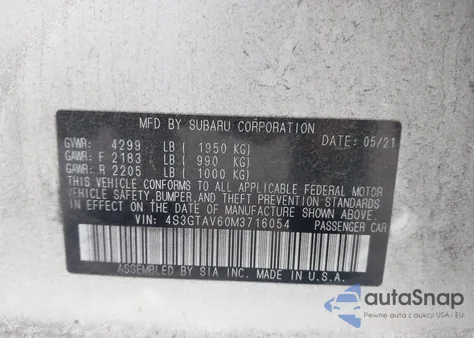 MFD BY SUBARU CORPORATION
GVWR: 4299 LB ( 1950 KG) DATE: 05/21
GAWR: F 2183 LB ( 990 KG)
GAWR: R 2205 LB ( 1000 KG)
THIS VEHICLE CONFORMS TO ALL APPLICABLE FEDERAL MOTOR
VEHICLE SAFETY,BUMPER,AND THEFT PREVENTION STANDARDS
IN EFFECT ON THE DATE OF MANUFACTURE SHOWN ABOVE.
VIN: 4S3GTAV60M3716054 PASSENGER CAR
ASSEMBLED BY SIA INC. MADE IN U.S.A.
autoSnap
Pewne auta z USA i EU